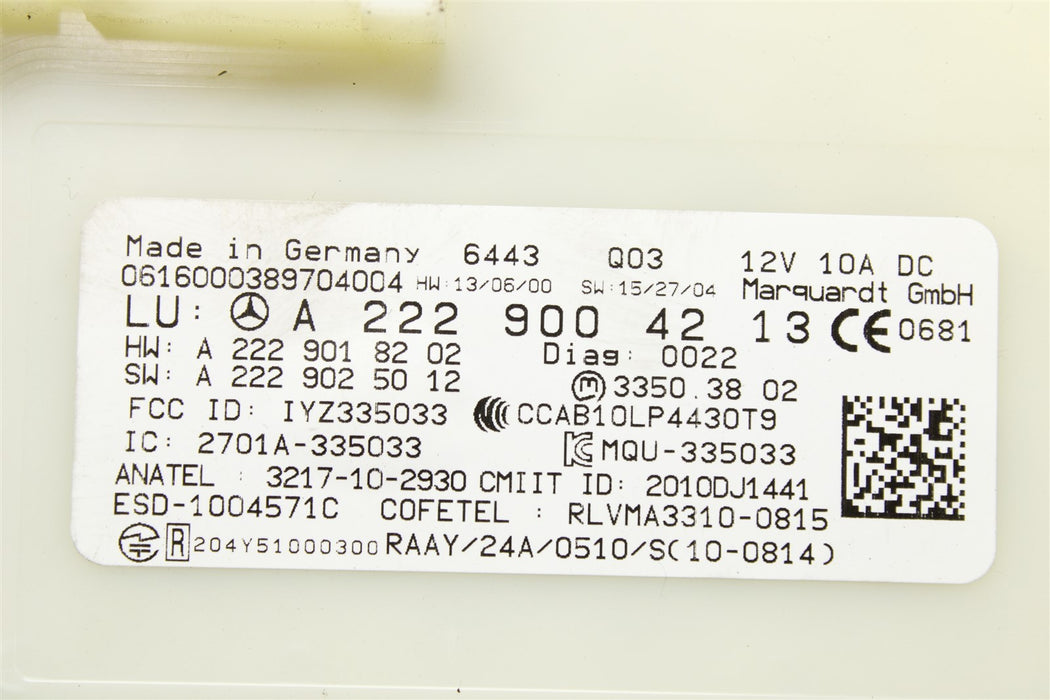 Made in Germany 6443 Q03 12V 10A DC
0616000389704004 HW:13/06/00 SW:15/27/04 Marquardt GmbH
LU: A 222 900 42 13 CE 0681
HW: A 222 901 82 02 Diag: 0022
SW: A 222 902 50 12 M 3350.38 02
FCC ID: IYZ335033 CCAB10LP4430T9
IC: 2701A-335033 MQU-335033
ANATEL : 3217-10-2930 CMIIT ID: 2010DJ1441
ESD-1004571C COFETEL : RLVMA3310-0815
R 204Y51000300 RAAY/24A/0510/S(10-0814)